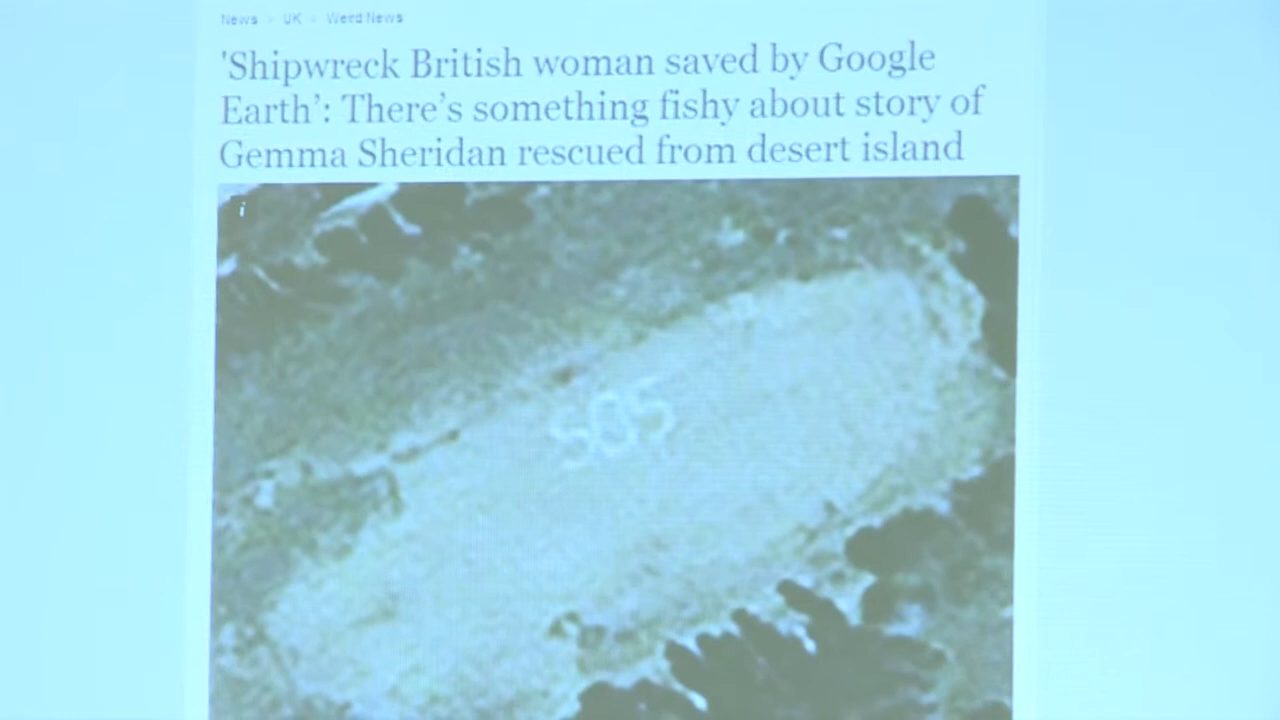 News UK Weird News
'Shipwreck British woman saved by Google
Earth’: There’s something fishy about story of
Gemma Sheridan rescued from desert island
i
SOS